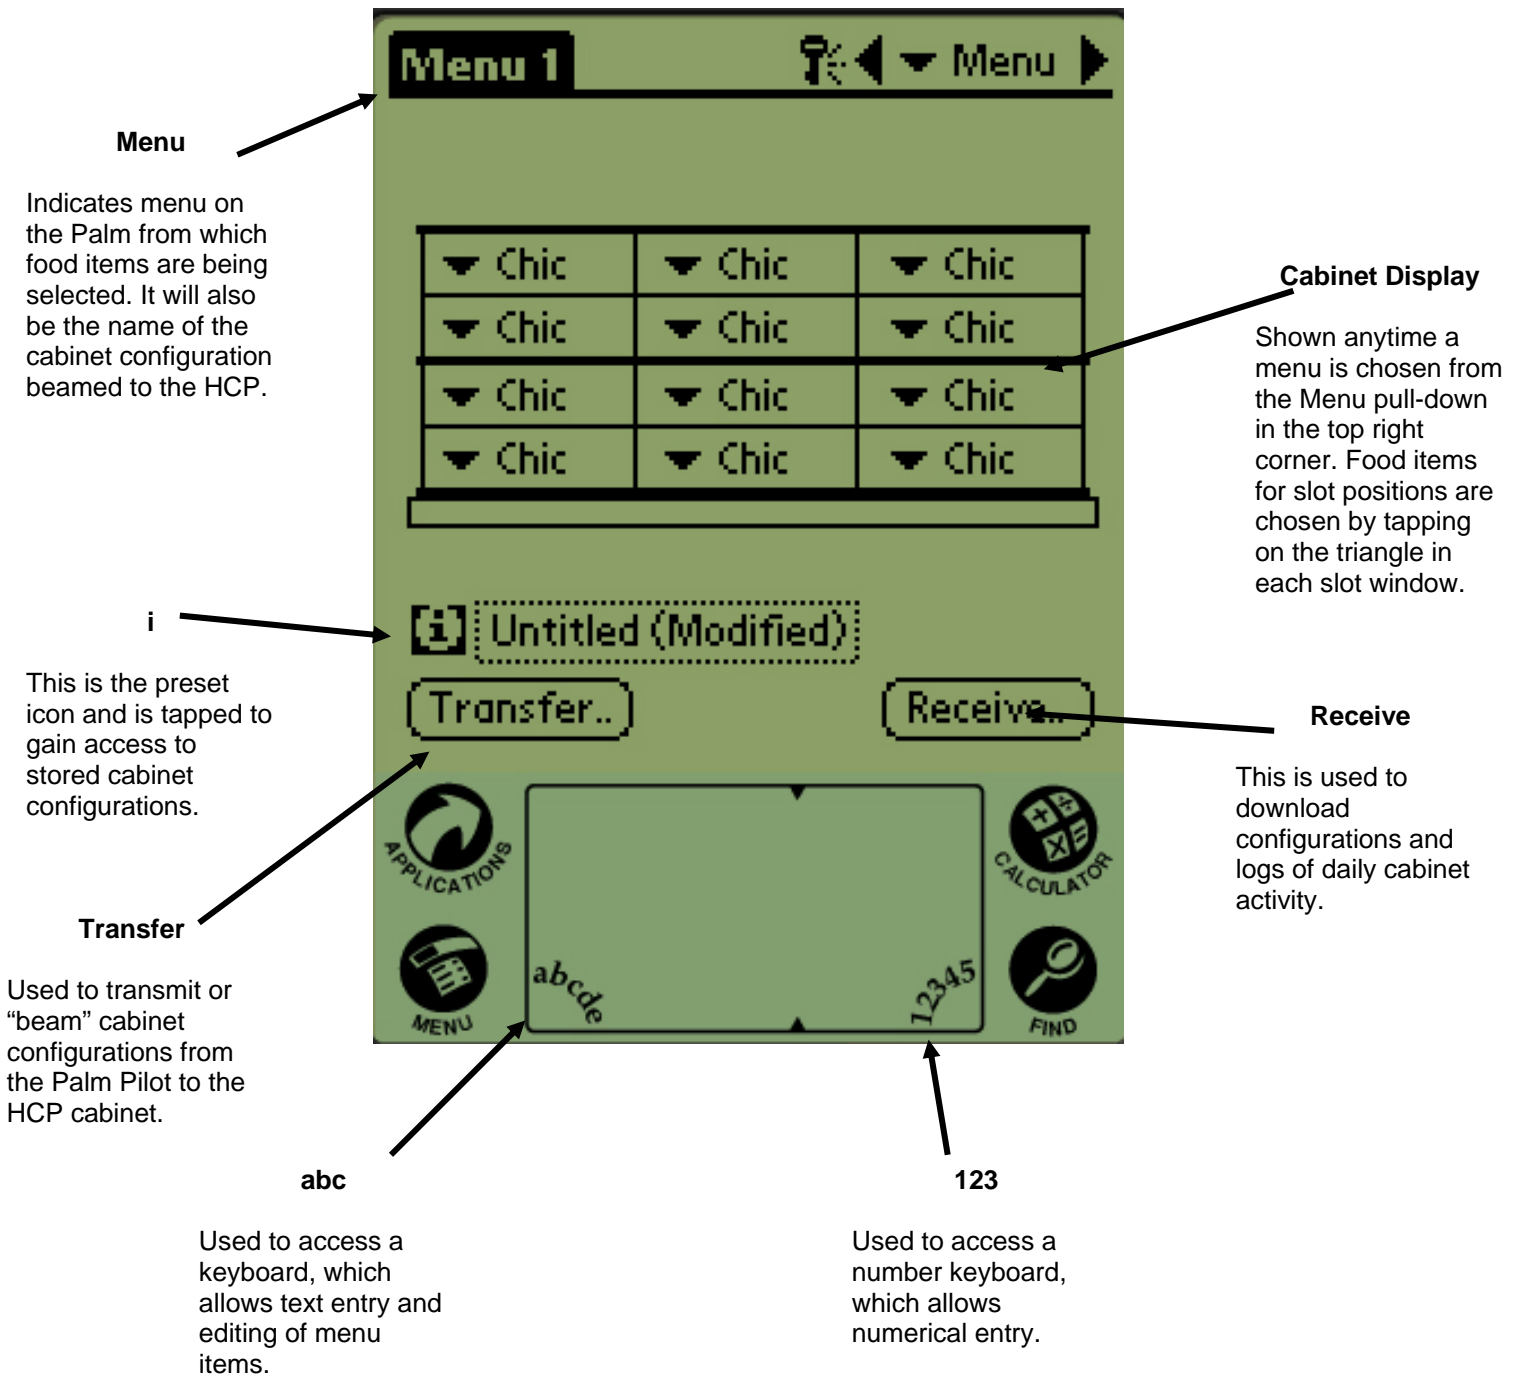 Menu 1
Menu
Menu
Indicates menu on
the Palm from which
food items are being
selected. It will also
be the name of the
cabinet configuration
beamed to the HCP.
Chic Chic Chic
Chic Chic Chic
Chic Chic Chic
Chic Chic Chic
Cabinet Display
Shown anytime a
menu is chosen from
the Menu pull-down
in the top right
corner. Food items
for slot positions are
chosen by tapping
on the triangle in
each slot window.
i
This is the preset
icon and is tapped to
gain access to
stored cabinet
configurations.
i Untitled (Modified)
Transfer..
Receive..
Receive
This is used to
download
configurations and
logs of daily cabinet
activity.
APPLICATIONS
CALCULATOR
MENU
abcde
12345
FIND
Transfer
Used to transmit or
“beam” cabinet
configurations from
the Palm Pilot to the
HCP cabinet.
abc
Used to access a
keyboard, which
allows text entry and
editing of menu
items.
123
Used to access a
number keyboard,
which allows
numerical entry.